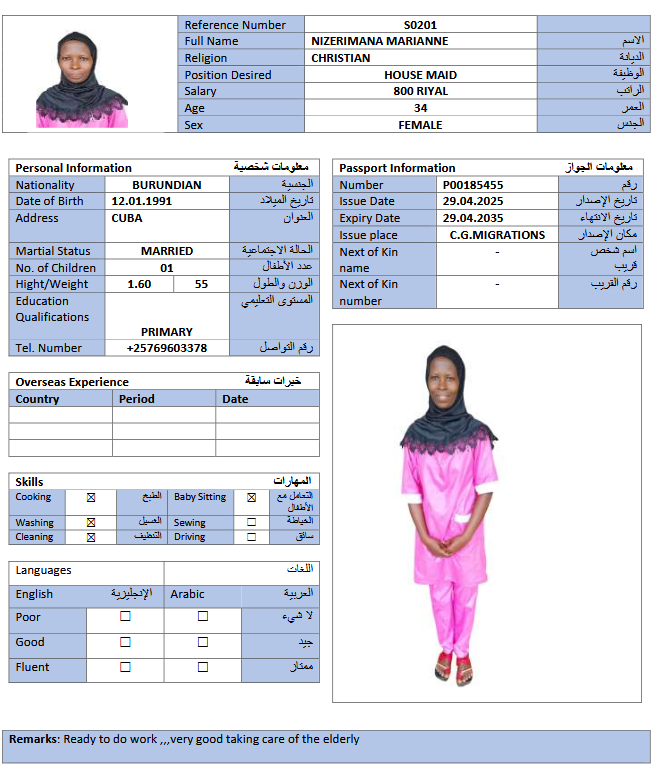 Reference Number S0201
Full Name NIZERIMANA MARIANNE الاسم
Religion CHRISTIAN الديانة
Position Desired HOUSE MAID الوظيفة
Salary 800 RIYAL الراتب
Age 34 العمر
Sex FEMALE الجنس
Personal Information معلومات شخصية
Nationality BURUNDIAN الجنسية
Date of Birth 12.01.1991 تاريخ الميلاد
Address CUBA العنوان
Martial Status MARRIED الحالة الاجتماعية
No. of Children 01 عدد الأطفال
Hight/Weight 1.60 55 الوزن والطول
Education المستوى التعليمي
Qualifications
PRIMARY
Tel. Number +25769603378 رقم التواصل
Passport Information معلومات الجواز
Number P00185455 رقم
Issue Date 29.04.2025 تاريخ الإصدار
Expiry Date 29.04.2035 تاريخ الانتهاء
Issue place C.G.MIGRATIONS مكان الإصدار
Next of Kin - اسم شخص
name قريب
Next of Kin - رقم القريب
number
Overseas Experience خبرات سابقة
Country Period Date
Skills المهارات
Cooking ☒ الطبخ Baby Sitting ☒ التعامل مع
الأطفال
Washing ☒ الغسيل Sewing ☐ الخياطة
Cleaning ☒ التنظيف Driving ☐ سائق
Languages اللغات
English الإنجليزية Arabic العربية
Poor ☐ ☐ لا شيء
Good ☐ ☐ جيد
Fluent ☐ ☐ ممتاز
Remarks: Ready to do work ,,,very good taking care of the elderly